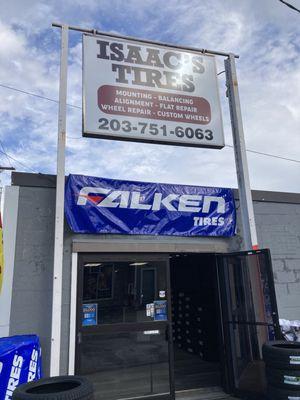 ISAAC'S
TIRES
MOUNTING - BALANCING
ALIGNMENT - FLAT REPAIR
WHEEL REPAIR - CUSTOM WHEELS
203-751-6063
FALKEN
TIRES
TIRES